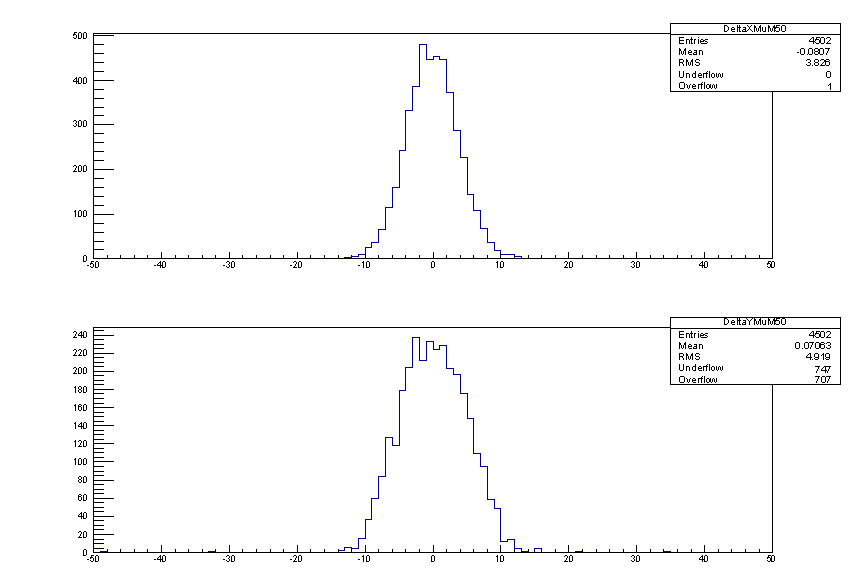 DeltaXMuM50
Entries 4502
Mean -0.0807
RMS 3.826
Underflow 0
Overflow 1
500
400
300
200
100
0
-50 -40 -30 -20 -10 0 10 20 30 40 50
DeltaYMuM50
Entries 4502
Mean 0.07063
RMS 4.919
Underflow 747
Overflow 707
240
220
200
180
160
140
120
100
80
60
40
20
0
-50 -40 -30 -20 -10 0 10 20 30 40 50